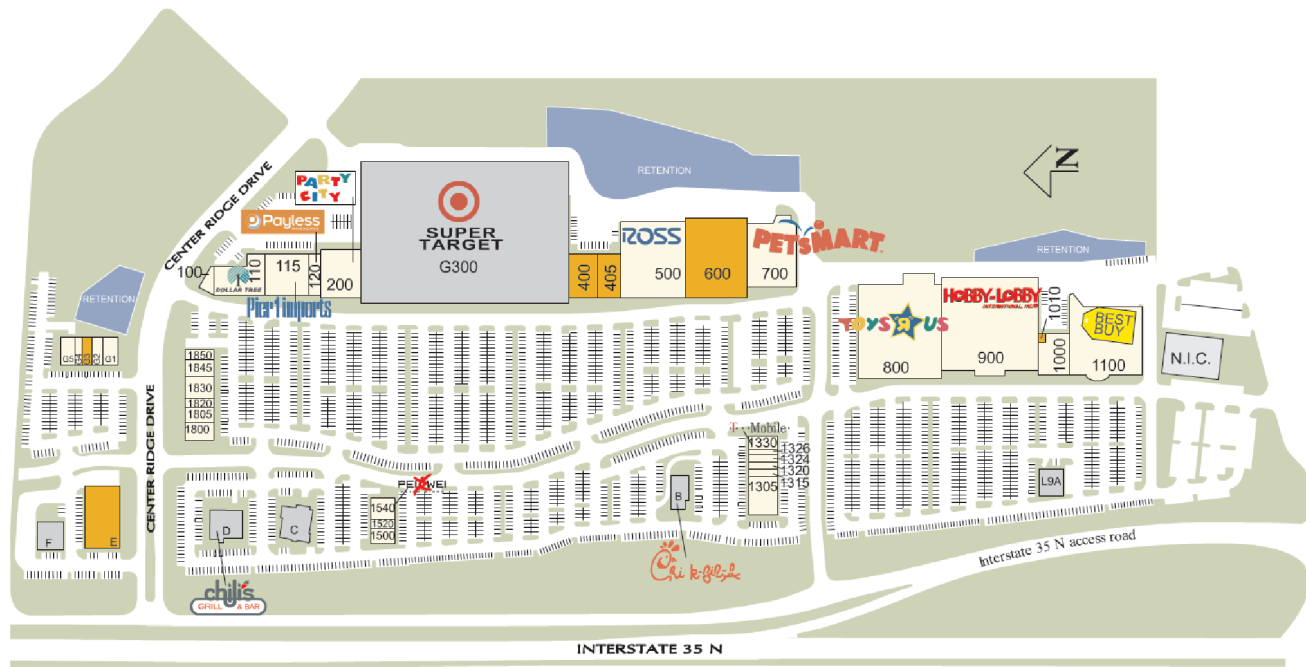 N
RETENTION
CENTER RIDGE DRIVE
PARTY
CITY
Payless
SUPER
TARGET
G300
ROSS
PETSMART
100
DOLLAR TREE
110
115
120
200
Pier 1 imports
400
405
500
600
700
RETENTION
RETENTION
TOYS R US
HOBBY-LOBBY
1010
BEST
BUY
800
900
1000
1100
N.I.C.
G5
G3
G2
G1
1850
1845
1830
1820
1805
1800
CENTER RIDGE DRIVE
T-Mobile
1330
1326
1324
1320
1315
1305
1540
1520
1500
B
L9A
F
E
D
C
chili's
GRILL & BAR
Chick-fil-A
Interstate 35 N access road
INTERSTATE 35 N